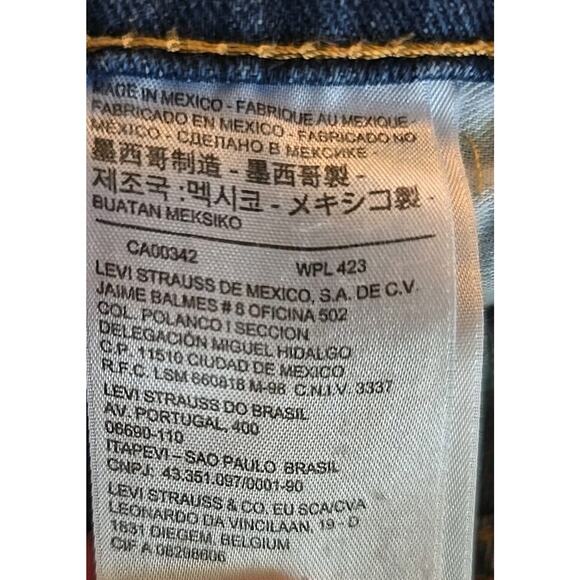 MADE IN MEXICO - FABRIQUE AU MEXIQUE
FABRICADO EN MEXICO - FABRICADO NO
MÉXICO - СДЕЛАНО В МЕКСИКЕ
墨西哥制造 - 墨西哥製 -
제조국 : 멕시코 - メキシコ製 -
BUATAN MEKSIKO
CA00342 WPL 423
LEVI STRAUSS DE MEXICO, S.A. DE C.V.
JAIME BALMES # 8 OFICINA 502
COL. POLANCO I SECCION
DELEGACIÓN MIGUEL HIDALGO
C.P. 11510 CIUDAD DE MEXICO
R.F.C. LSM 660818 M-98 C.N.I.V. 3337
LEVI STRAUSS DO BRASIL
AV. PORTUGAL, 400
06690-110
ITAPEVI - SAO PAULO BRASIL
CNPJ: 43.351.097/0001-90
LEVI STRAUSS & CO. EU SCA/CVA
LEONARDO DA VINCILAAN, 19 - D
1831 DIEGEM, BELGIUM
CIF A 08298606